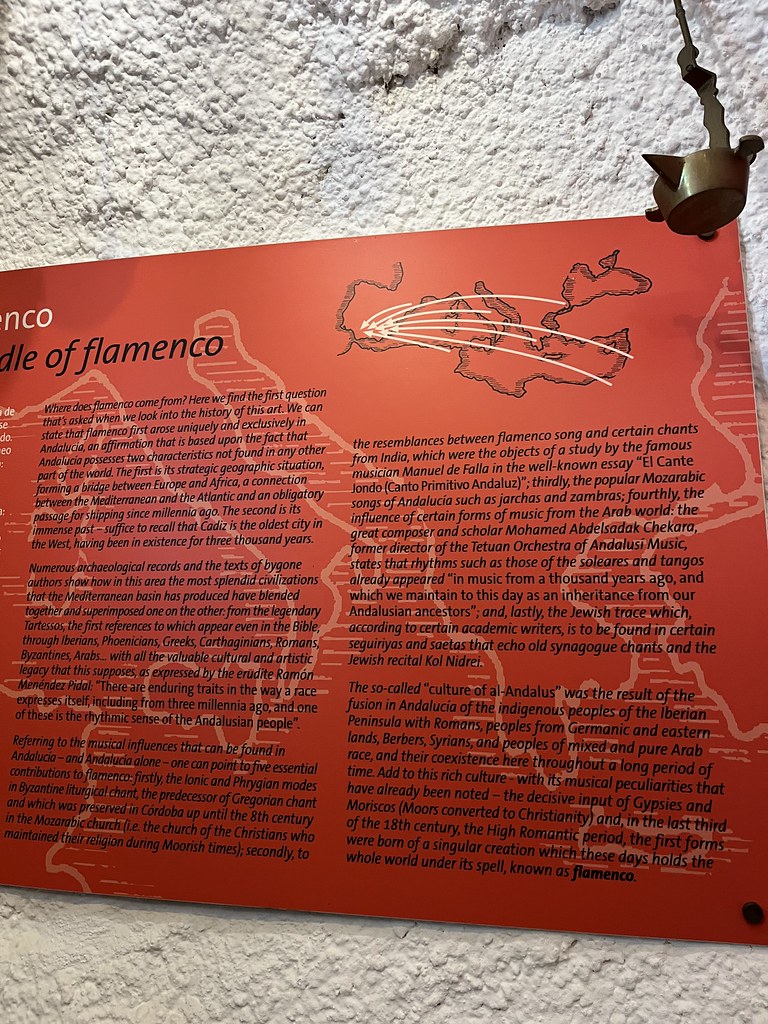 enco
dle of flamenco
de
se
do.
neo
a:
Where does flamenco come from? Here we find the first question
that's asked when we look into the history of this art. We can
state that flamenco first arose uniquely and exclusively in
Andalucía, an affirmation that is based upon the fact that
Andalucía possesses two characteristics not found in any other
part of the world. The first is its strategic geographic situation,
forming a bridge between Europe and Africa, a connection
between the Mediterranean and the Atlantic and an obligatory
passage for shipping since millennia ago. The second is its
immense past – suffice to recall that Cadiz is the oldest city in
the West, having been in existence for three thousand years.
Numerous archaeological records and the texts of bygone
authors show how in this area the most splendid civilizations
that the Mediterranean basin has produced have blended
together and superimposed one on the other: from the legendary
Tartessos, the first references to which appear even in the Bible,
through Iberians, Phoenicians, Greeks, Carthaginians, Romans,
Byzantines, Arabs... with all the valuable cultural and artistic
legacy that this supposes, as expressed by the erudite Ramón
Menéndez Pidal: "There are enduring traits in the way a race
expresses itself, including from three millennia ago, and one
of these is the rhythmic sense of the Andalusian people".
Referring to the musical influences that can be found in
Andalucía – and Andalucía alone – one can point to five essential
contributions to flamenco: firstly, the Ionic and Phrygian modes
in Byzantine liturgical chant, the predecessor of Gregorian chant
and which was preserved in Córdoba up until the 8th century
in the Mozarabic church (i.e. the church of the Christians who
maintained their religion during Moorish times); secondly, to
the resemblances between flamenco song and certain chants
from India, which were the objects of a study by the famous
musician Manuel de Falla in the well-known essay "El Cante
Jondo (Canto Primitivo Andaluz)"; thirdly, the popular Mozarabic
songs of Andalucía such as jarchas and zambras; fourthly, the
influence of certain forms of music from the Arab world: the
great composer and scholar Mohamed Abdelsadak Chekara,
former director of the Tetuan Orchestra of Andalusi Music,
states that rhythms such as those of the soleares and tangos
already appeared "in music from a thousand years ago, and
which we maintain to this day as an inheritance from our
Andalusian ancestors"; and, lastly, the Jewish trace which,
according to certain academic writers, is to be found in certain
seguiriyas and saetas that echo old synagogue chants and the
Jewish recital Kol Nidrei.
The so-called "culture of al-Andalus" was the result of the
fusion in Andalucía of the indigenous peoples of the Iberian
Peninsula with Romans, peoples from Germanic and eastern
lands, Berbers, Syrians, and peoples of mixed and pure Arab
race, and their coexistence here throughout a long period of
time. Add to this rich culture – with its musical peculiarities that
have already been noted – the decisive input of Gypsies and
Moriscos (Moors converted to Christianity) and, in the last third
of the 18th century, the High Romantic period, the first forms
were born of a singular creation which these days holds the
whole world under its spell, known as flamenco.